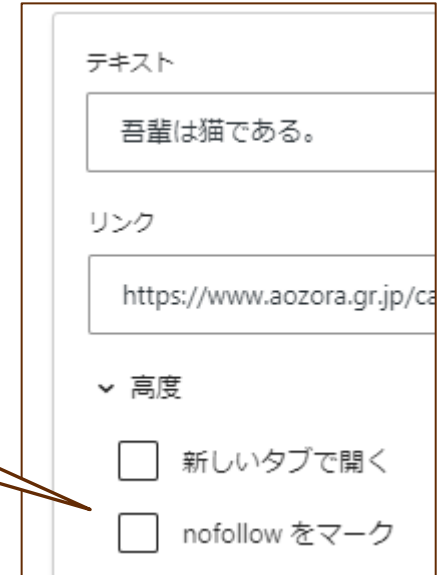 テキスト
吾輩は猫である。
リンク
https://www.aozora.gr.jp/ca
高度
新しいタブで開く
nofollow をマーク